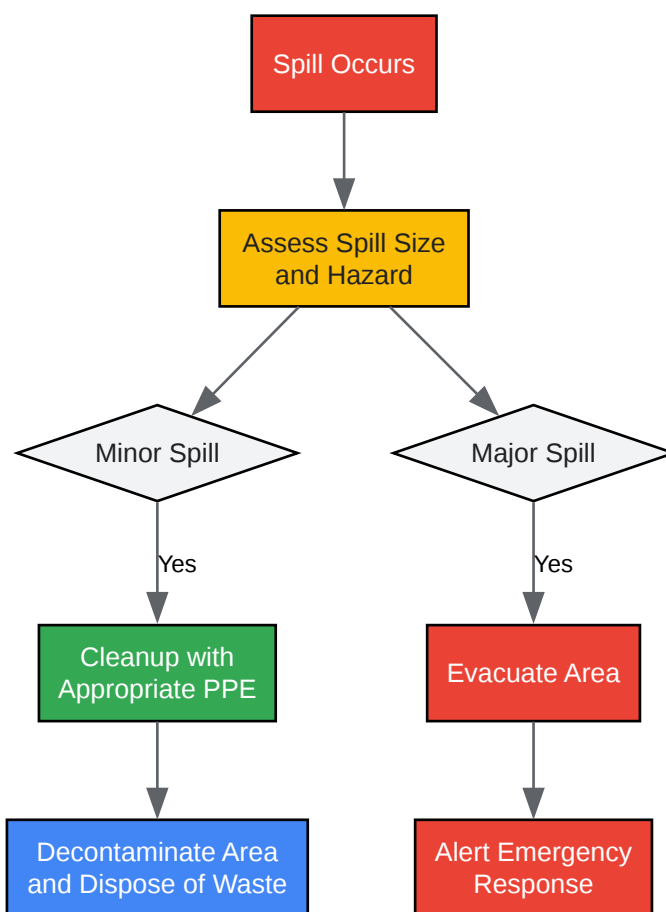 Spill Occurs
Assess Spill Size
and Hazard
Minor Spill
Major Spill
Yes
Yes
Cleanup with
Appropriate PPE
Evacuate Area
Decontaminate Area
and Dispose of Waste
Alert Emergency
Response